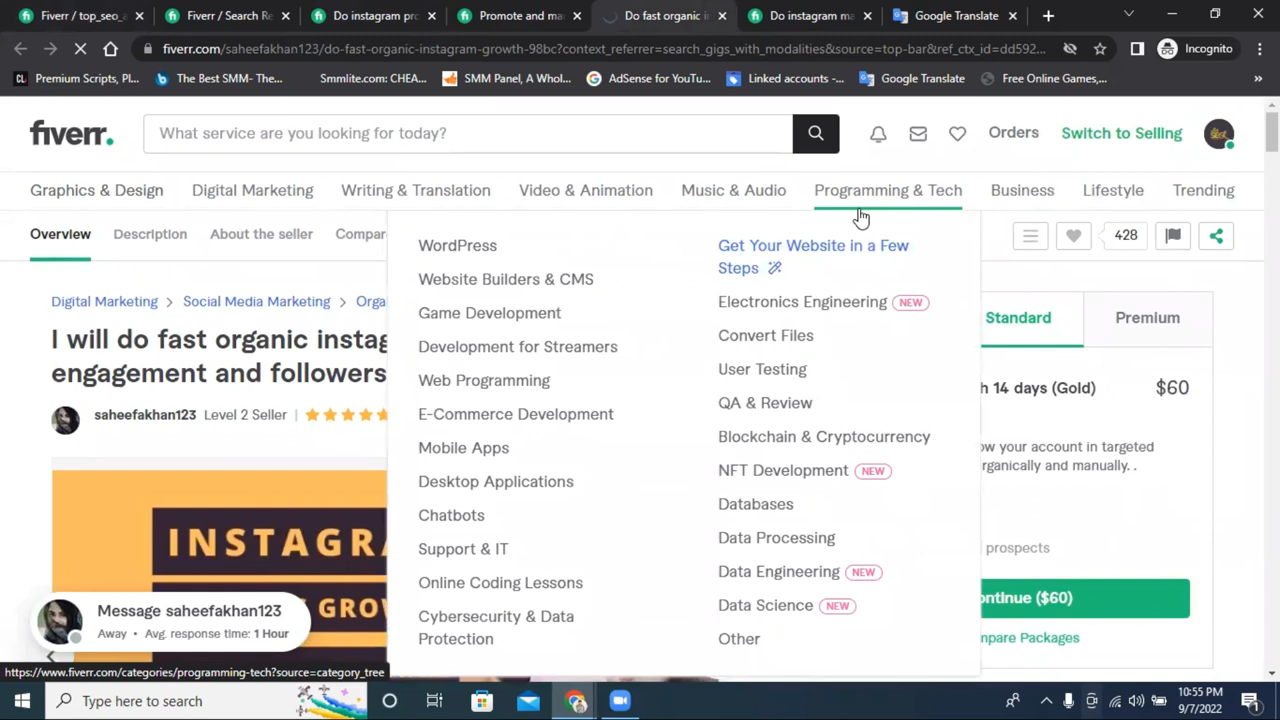 Fiverr / top_seo_a
Fiverr / Search Re
Do instagram pro
Promote and ma
Do fast organic in
Do instagram ma
Google Translate
fiverr.com/saheefakhan123/do-fast-organic-instagram-growth-98bc?context_referrer=search_gigs_with_modalities&source=top-bar&ref_ctx_id=dd592...
Incognito
Premium Scripts, Pl...
The Best SMM- The...
Smmlite.com: CHEA...
SMM Panel, A Whol...
AdSense for YouTu...
Linked accounts -...
Google Translate
Free Online Games,...
fiverr.
What service are you looking for today?
Orders
Switch to Selling
Graphics & Design
Digital Marketing
Writing & Translation
Video & Animation
Music & Audio
Programming & Tech
Business
Lifestyle
Trending
Overview
Description
About the seller
Compar
428
WordPress
Website Builders & CMS
Game Development
Development for Streamers
Web Programming
E-Commerce Development
Mobile Apps
Desktop Applications
Chatbots
Support & IT
Online Coding Lessons
Cybersecurity & Data
Protection
Get Your Website in a Few
Steps
Electronics Engineering NEW
Convert Files
User Testing
QA & Review
Blockchain & Cryptocurrency
NFT Development NEW
Databases
Data Processing
Data Engineering NEW
Data Science NEW
Other
Digital Marketing > Social Media Marketing > Orga
I will do fast organic instag
engagement and followers
saheefakhan123 Level 2 Seller
INSTAGRA
GROW
Message saheefakhan123
Away • Avg. response time: 1 Hour
Standard
Premium
h 14 days (Gold)
$60
ow your account in targeted
rganically and manually. .
prospects
ontinue ($60)
mpare Packages
https://www.fiverr.com/categories/programming-tech?source=category_tree
Type here to search
10:55 PM
9/7/2022
1